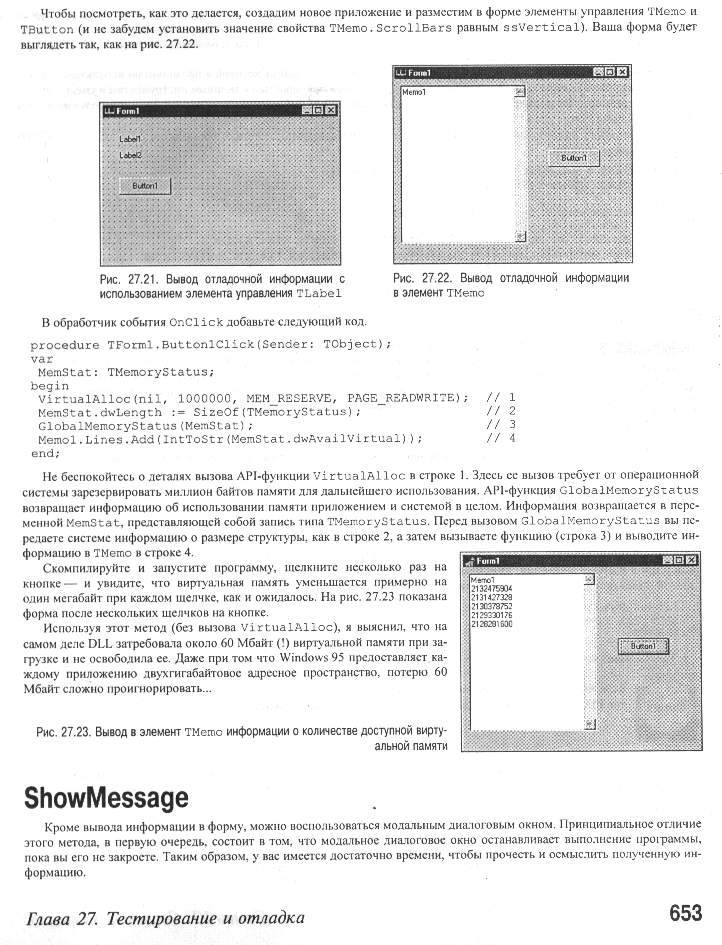 Чтобы посмотреть, как это делается, создадим новое приложение и разместим в форме элементы управления TMemo и
TButton (и не забудем установить значение свойства TMemo.ScrollBars равным ssVertical). Ваша форма будет
выглядеть так, как на рис. 27.22.
Form1
Label1
Label2
Button1
Рис. 27.21. Вывод отладочной информации с
использованием элемента управления TLabel
Form1
Memo1
Button1
Рис. 27.22. Вывод отладочной информации
в элемент TMemo
В обработчик события OnClick добавьте следующий код.
procedure TForm1.Button1Click(Sender: TObject);
var
MemStat: TMemoryStatus;
begin
VirtualAlloc(nil, 1000000, MEM_RESERVE, PAGE_READWRITE); // 1
MemStat.dwLength := SizeOf(TMemoryStatus); // 2
GlobalMemoryStatus(MemStat); // 3
Memo1.Lines.Add(IntToStr(MemStat.dwAvailVirtual)); // 4
end;
Не беспокойтесь о деталях вызова API-функции VirtualAlloc в строке 1. Здесь ее вызов требует от операционной
системы зарезервировать миллион байтов памяти для дальнейшего использования. API-функция GlobalMemoryStatus
возвращает информацию об использовании памяти приложением и системой в целом. Информация возвращается в пере-
менной MemStat, представляющей собой запись типа TMemoryStatus. Перед вызовом GlobalMemoryStatus вы пе-
редаете системе информацию о размере структуры, как в строке 2, а затем вызываете функцию (строка 3) и выводите ин-
формацию в TMemo в строке 4.
Скомпилируйте и запустите программу, щелкните несколько раз на
кнопке — и увидите, что виртуальная память уменьшается примерно на
один мегабайт при каждом щелчке, как и ожидалось. На рис. 27.23 показана
форма после нескольких щелчков на кнопке.
Используя этот метод (без вызова VirtualAlloc), я выяснил, что на
самом деле DLL затребовала около 60 Мбайт (!) виртуальной памяти при за-
грузке и не освободила ее. Даже при том что Windows 95 предоставляет ка-
ждому приложению двухгигабайтовое адресное пространство, потерю 60
Мбайт сложно проигнорировать...
Form1
Memo1
2132475904
2131427328
2130378752
2129330176
2128281600
Button1
Рис. 27.23. Вывод в элемент TMemo информации о количестве доступной вирту-
альной памяти
ShowMessage
Кроме вывода информации в форму, можно воспользоваться модальным диалоговым окном. Принципиальное отличие
этого метода, в первую очередь, состоит в том, что модальное диалоговое окно останавливает выполнение программы,
пока вы его не закроете. Таким образом, у вас имеется достаточно времени, чтобы прочесть и осмыслить полученную ин-
формацию.
Глава 27. Тестирование и отладка
653